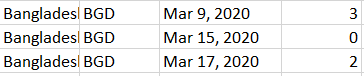 Banglades BGD Mar 9, 2020 3
Banglades BGD Mar 15, 2020 0
Banglades BGD Mar 17, 2020 2